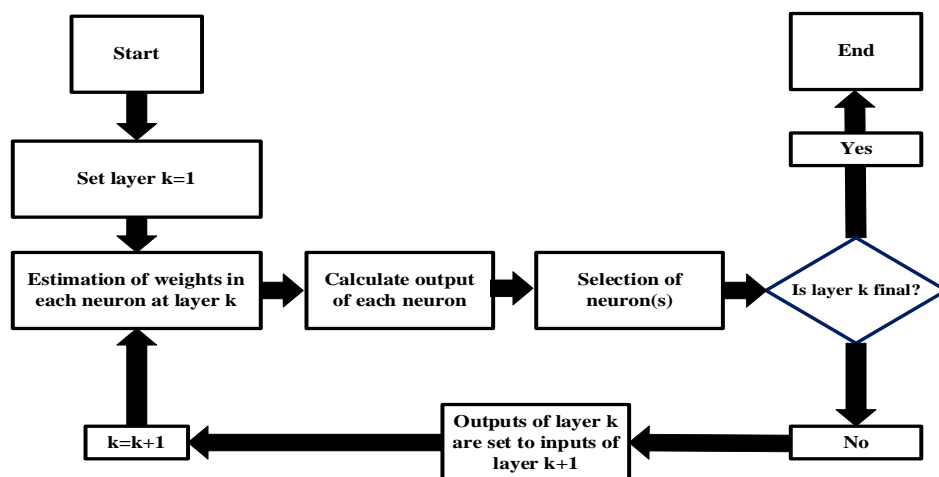 Start
Set layer k=1
Estimation of weights in
each neuron at layer k
Calculate output
of each neuron
Selection of
neuron(s)
Is layer k final?
Yes
End
No
Outputs of layer k
are set to inputs of
layer k+1
k=k+1